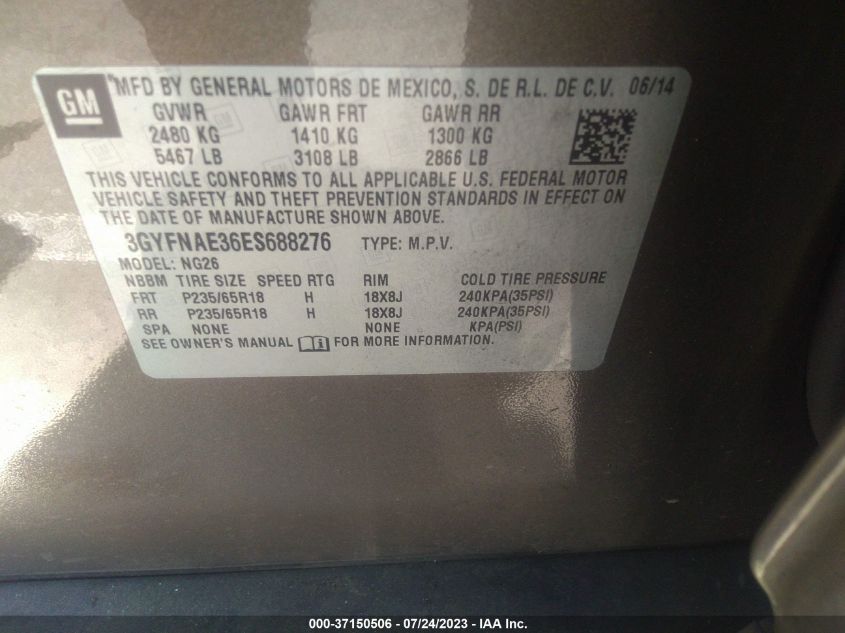 GM
MFD BY GENERAL MOTORS DE MEXICO, S. DE R.L. DE C.V. 06/14
GVWR GAWR FRT GAWR RR
2480 KG 1410 KG 1300 KG
5467 LB 3108 LB 2866 LB
THIS VEHICLE CONFORMS TO ALL APPLICABLE U.S. FEDERAL MOTOR
VEHICLE SAFETY AND THEFT PREVENTION STANDARDS IN EFFECT ON
THE DATE OF MANUFACTURE SHOWN ABOVE.
3GYFNAE36ES688276 TYPE: M.P.V.
MODEL: NG26
NBBM TIRE SIZE SPEED RTG RIM COLD TIRE PRESSURE
FRT P235/65R18 H 18X8J 240KPA(35PSI)
RR P235/65R18 H 18X8J 240KPA(35PSI)
SPA NONE NONE KPA(PSI)
SEE OWNER'S MANUAL FOR MORE INFORMATION.
000-37150506 - 07/24/2023 - IAA Inc.